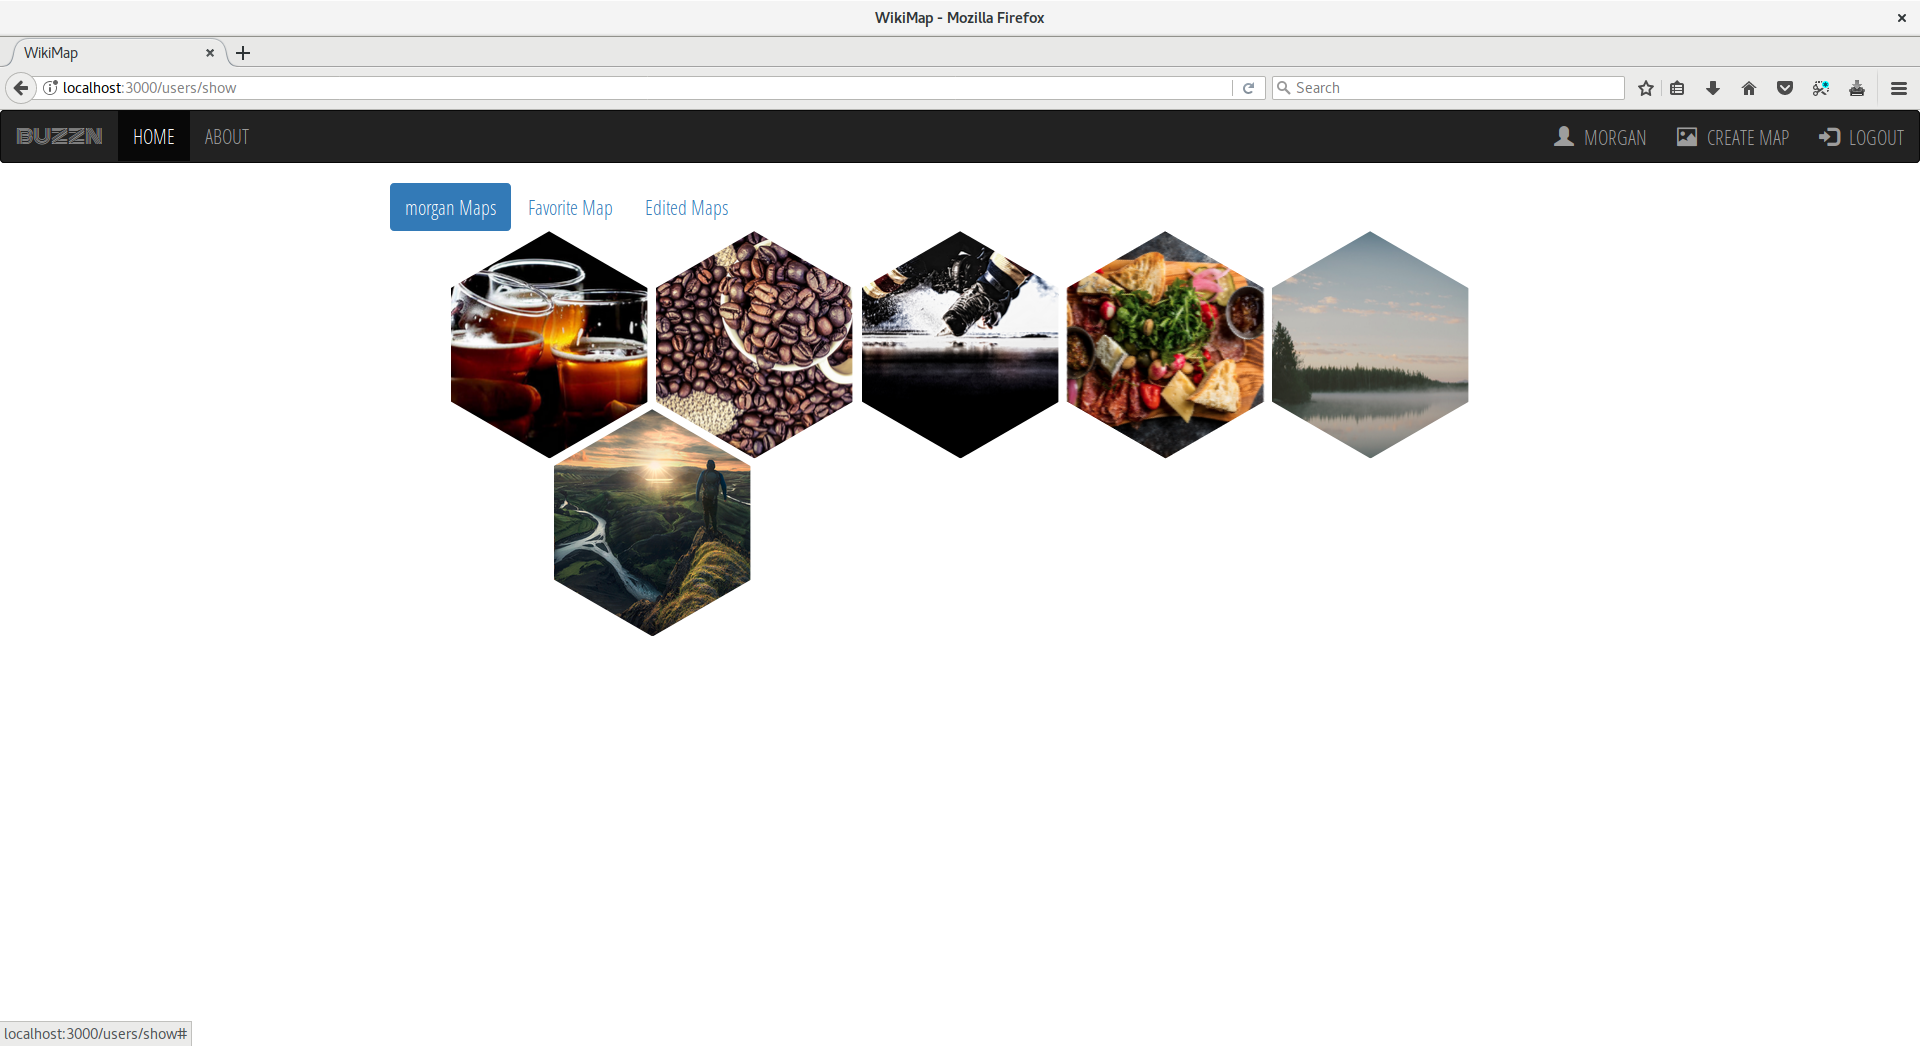 WikiMap - Mozilla Firefox
WikiMap
localhost:3000/users/show
Search
BUZZN HOME ABOUT MORGAN CREATE MAP LOGOUT
morgan Maps Favorite Map Edited Maps
localhost:3000/users/show#